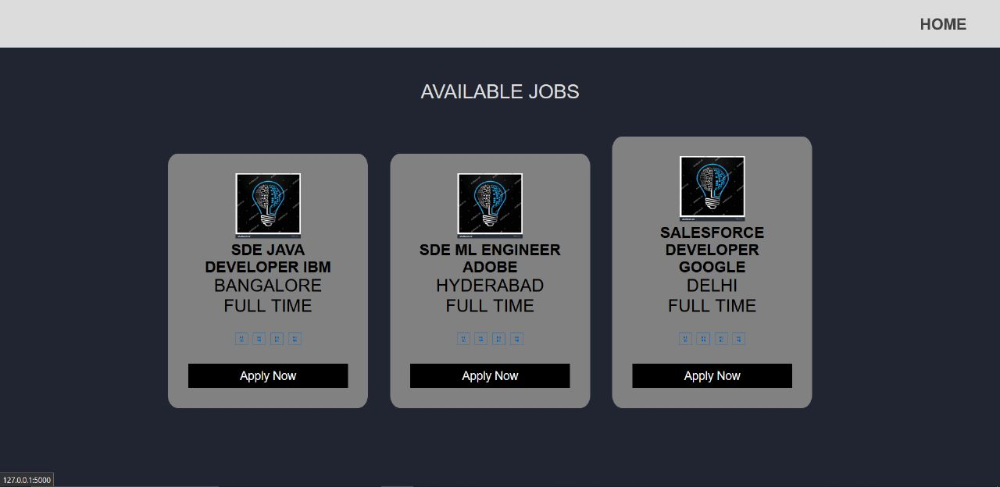 HOME
AVAILABLE JOBS
SDE JAVA
DEVELOPER IBM
BANGALORE
FULL TIME
Apply Now
SDE ML ENGINEER
ADOBE
HYDERABAD
FULL TIME
Apply Now
SALESFORCE
DEVELOPER
GOOGLE
DELHI
FULL TIME
Apply Now
127.0.0.1:5000